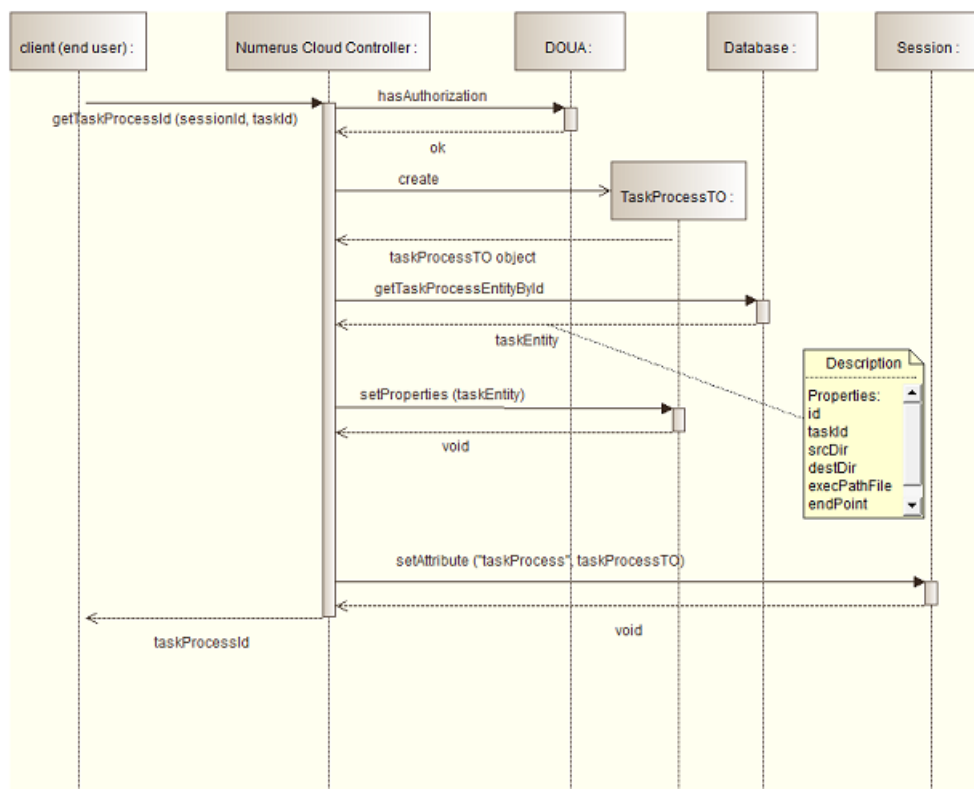 client (end user) :
Numerus Cloud Controller :
DOUA :
Database :
Session :
hasAuthorization
getTaskProcessId (sessionId, taskId)
ok
create
TaskProcessTO :
taskProcessTO object
getTaskProcessEntityById
taskEntity
Description
Properties:
id
taskId
srcDir
destDir
execPathFile
endPoint
setProperties (taskEntity)
void
setAttribute ("taskProcess", taskProcessTO)
void
taskProcessId